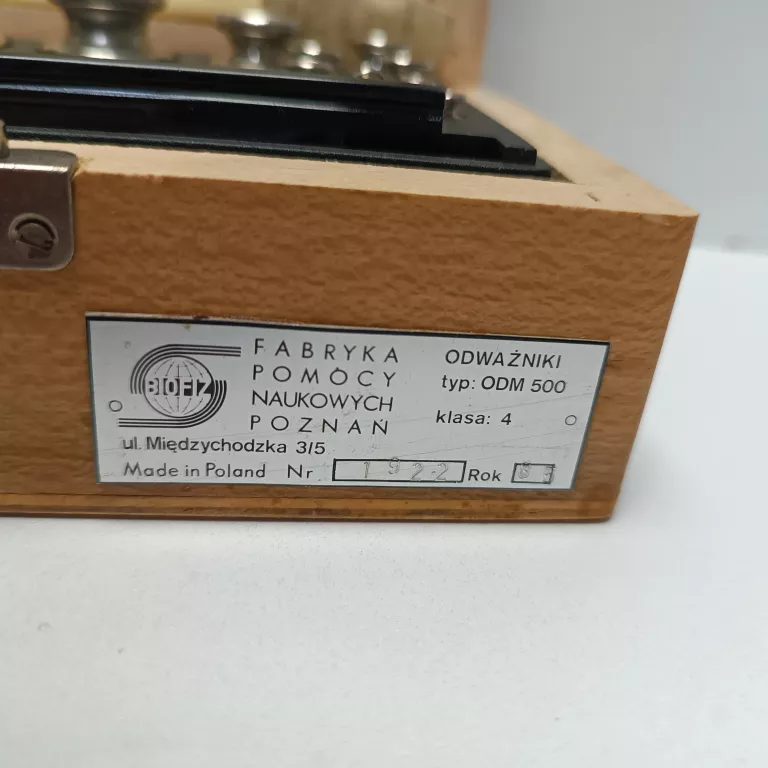 BIOFIZ
FABRYKA
POMOCY
NAUKOWYCH
POZNAŃ
ul. Międzychodzka 3/5
Made in Poland Nr 1922 Rok
ODWAŻNIKI
typ: ODM 500
klasa: 4